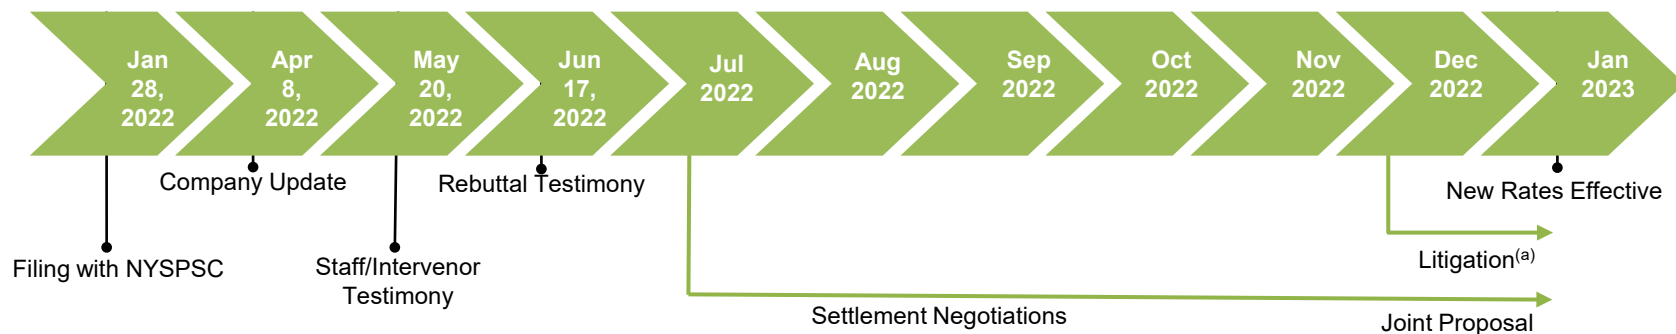 Jan
28,
2022
Apr
8,
2022
May
20,
2022
Jun
17,
2022
Jul
2022
Aug
2022
Sep
2022
Oct
2022
Nov
2022
Dec
2022
Jan
2023
Company Update
Rebuttal Testimony
New Rates Effective
Filing with NYSPSC
Staff/Intervenor
Testimony
Litigation(a)
Settlement Negotiations
Joint Proposal